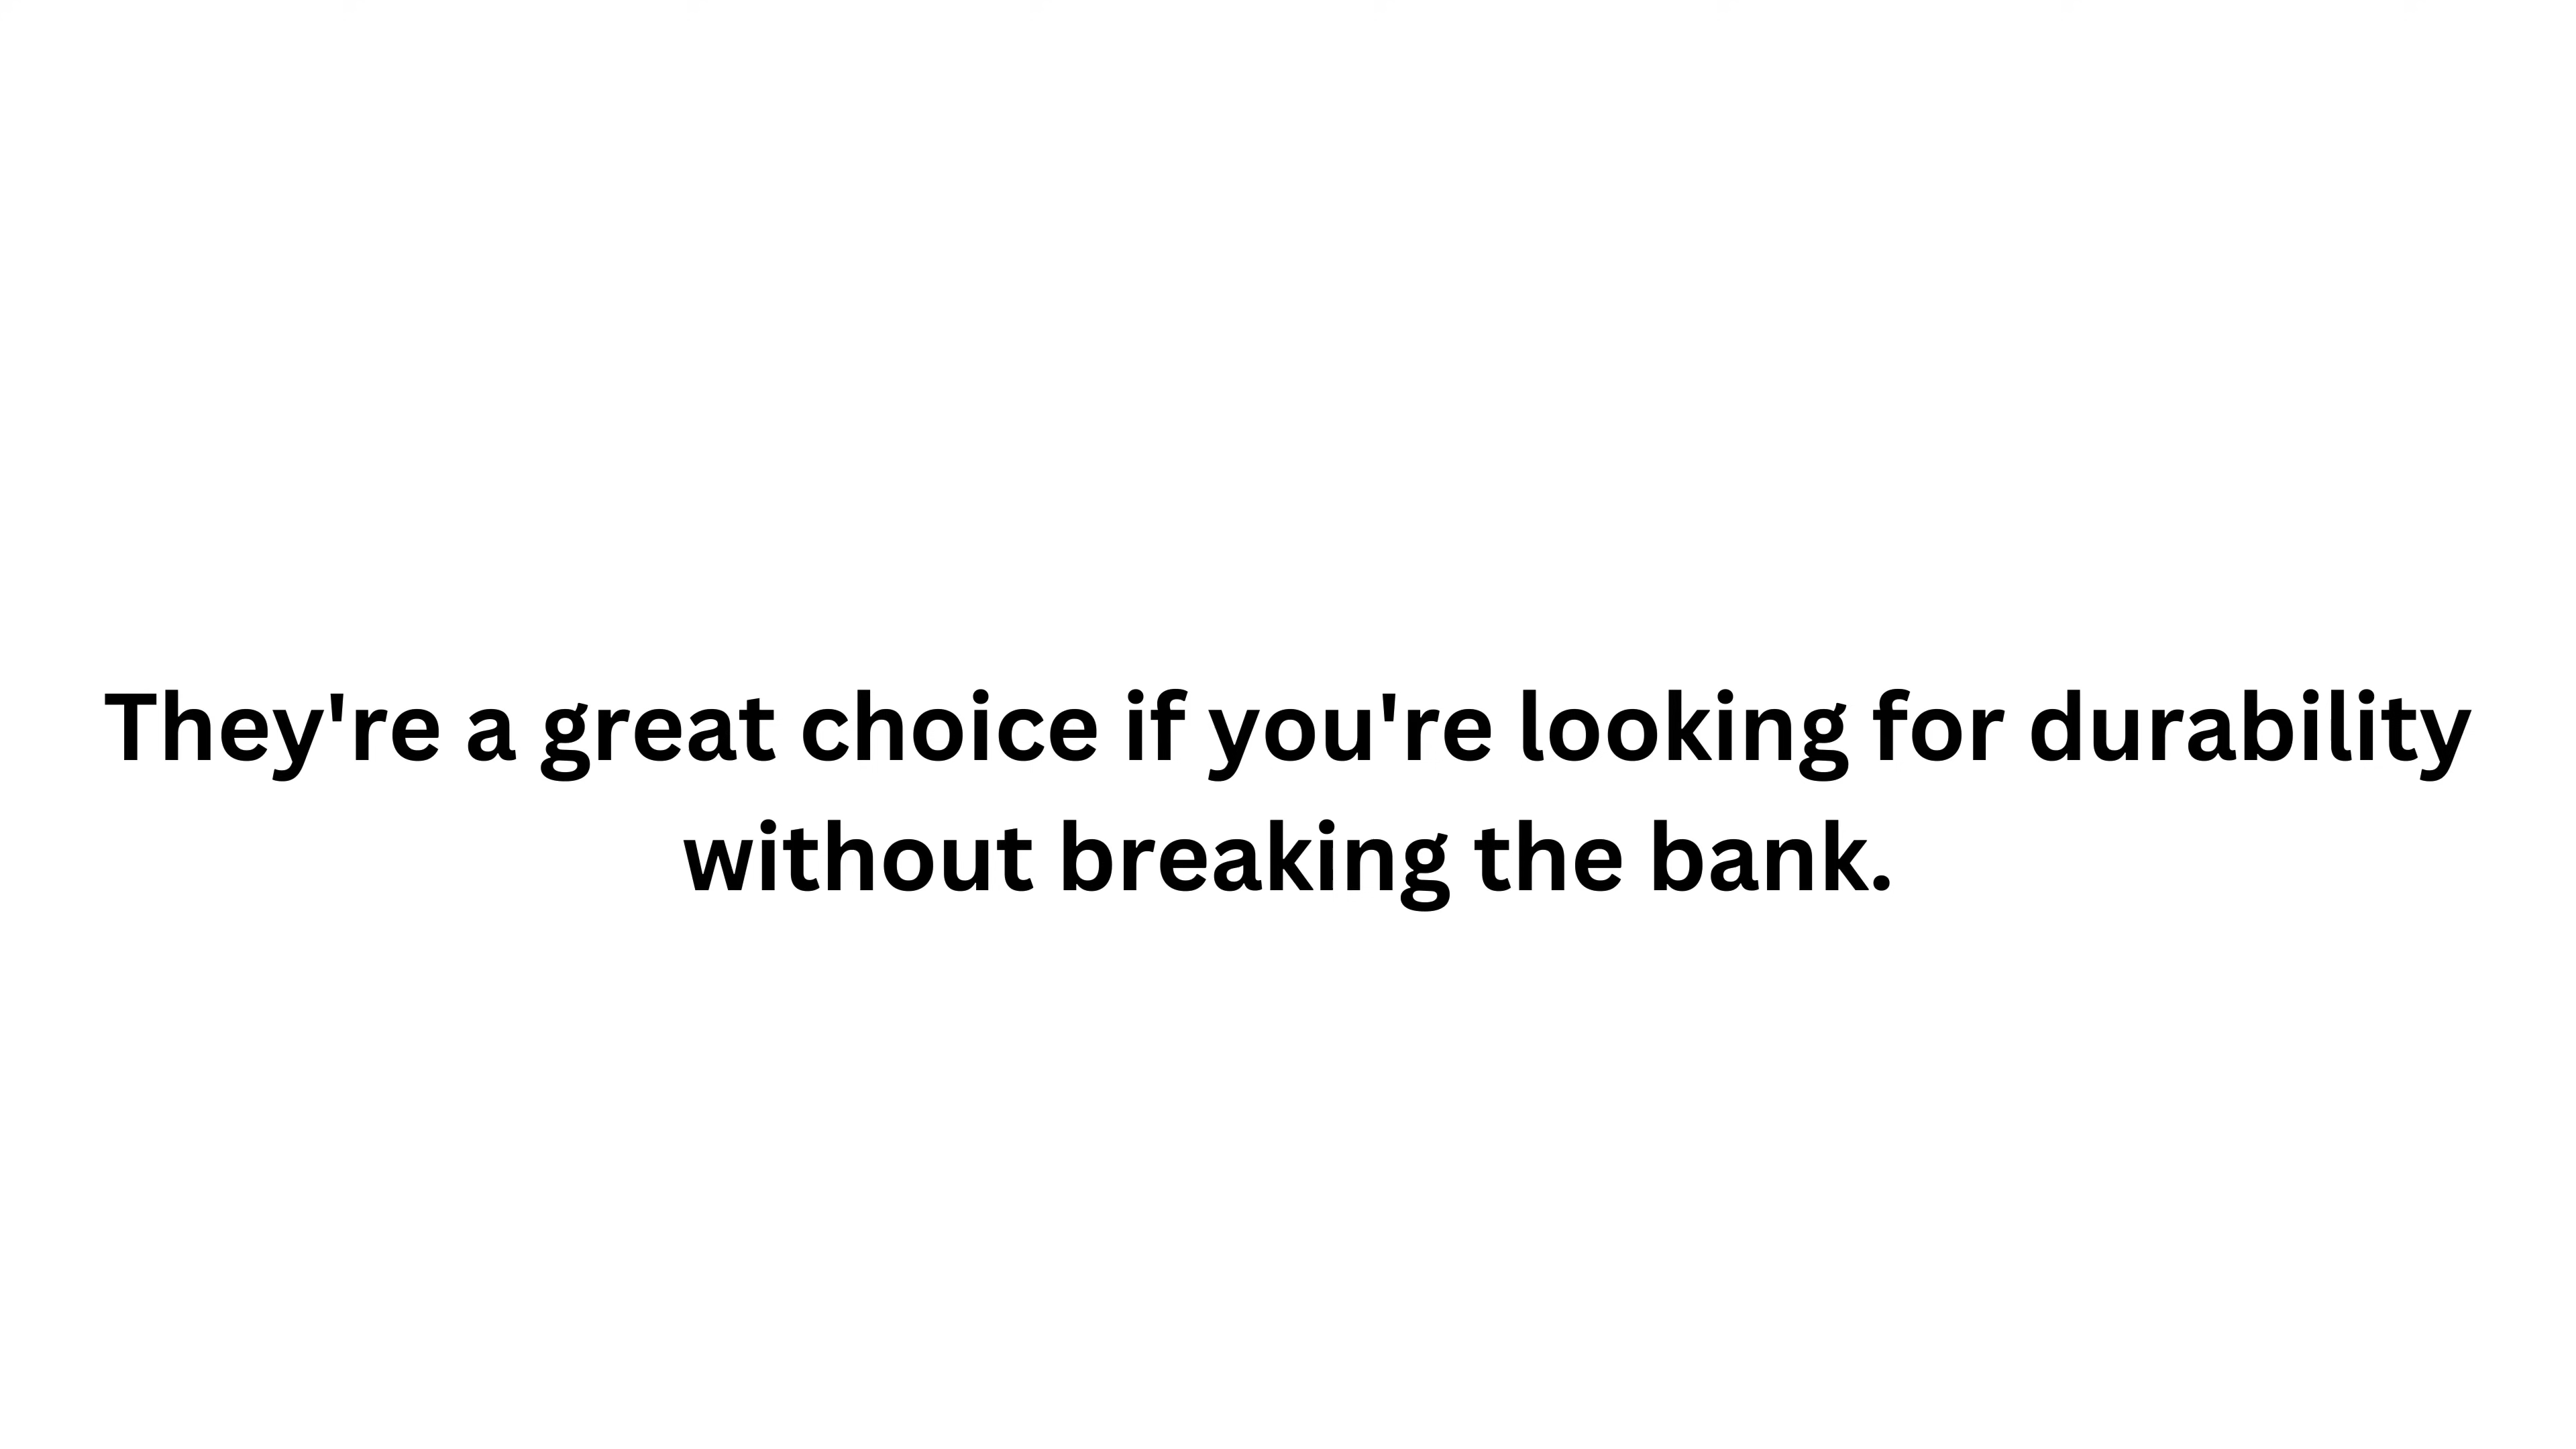 They're a great choice if you're looking for durability
without breaking the bank.